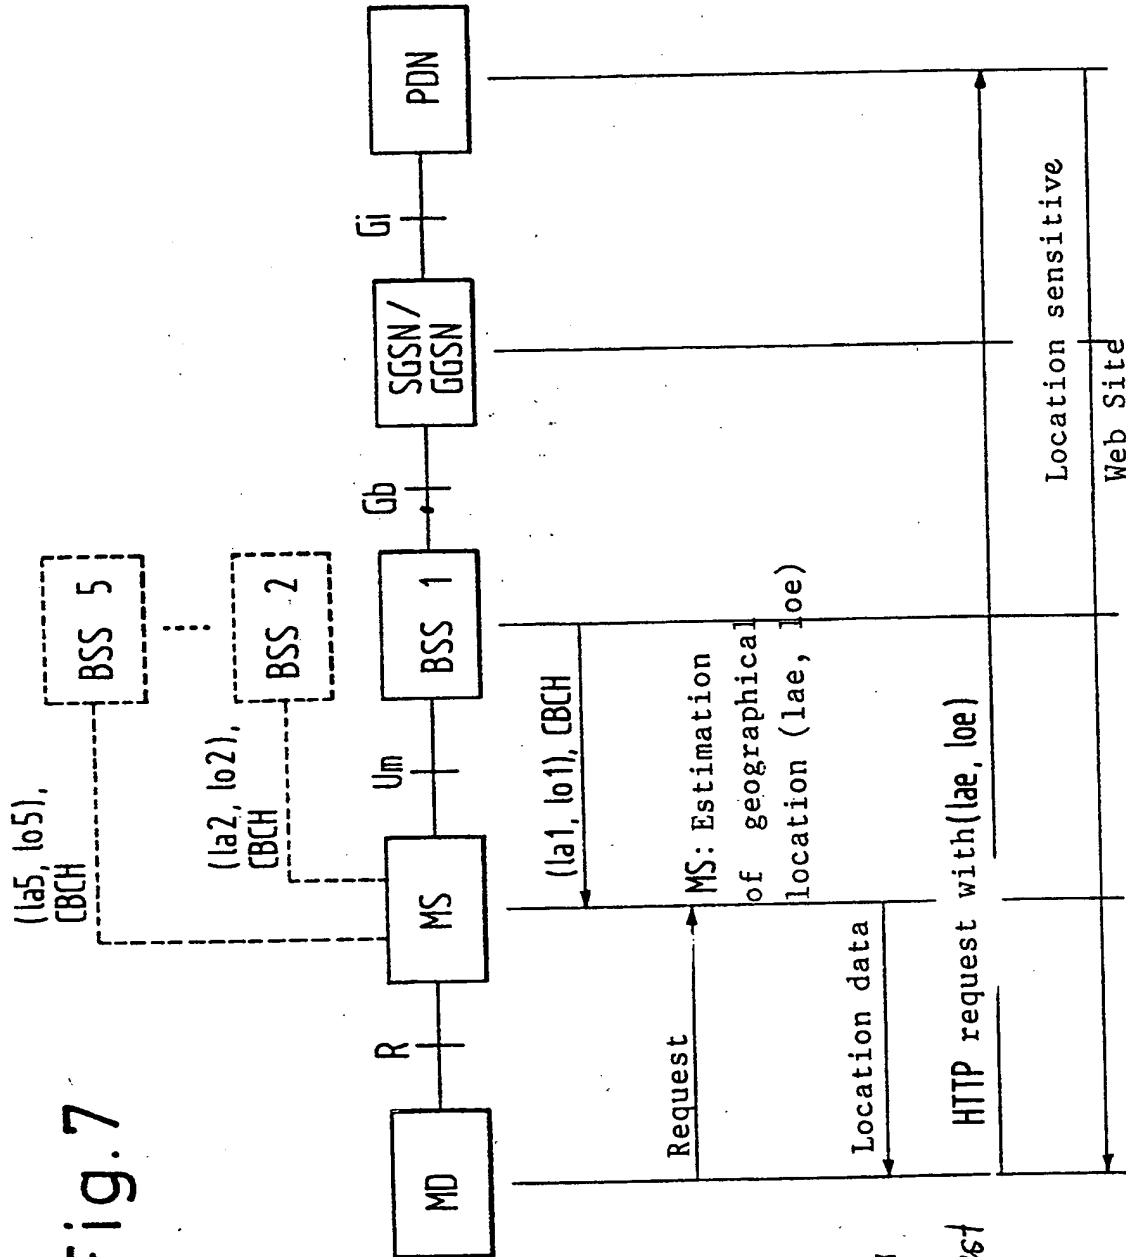 Fig. 7
(la5, lo5),
CBCH
BSS 5
(la2, lo2),
CBCH
BSS 2
MD
R
MS
Um
BSS 1
Gb
SGSN/
GGSN
Gi
PDN
(la1, lo1), CBCH
Request
MS: Estimation
of geographical
location (lae, loe)
Location data
HTTP request with(lae, loe)
Location sensitive
Web Site